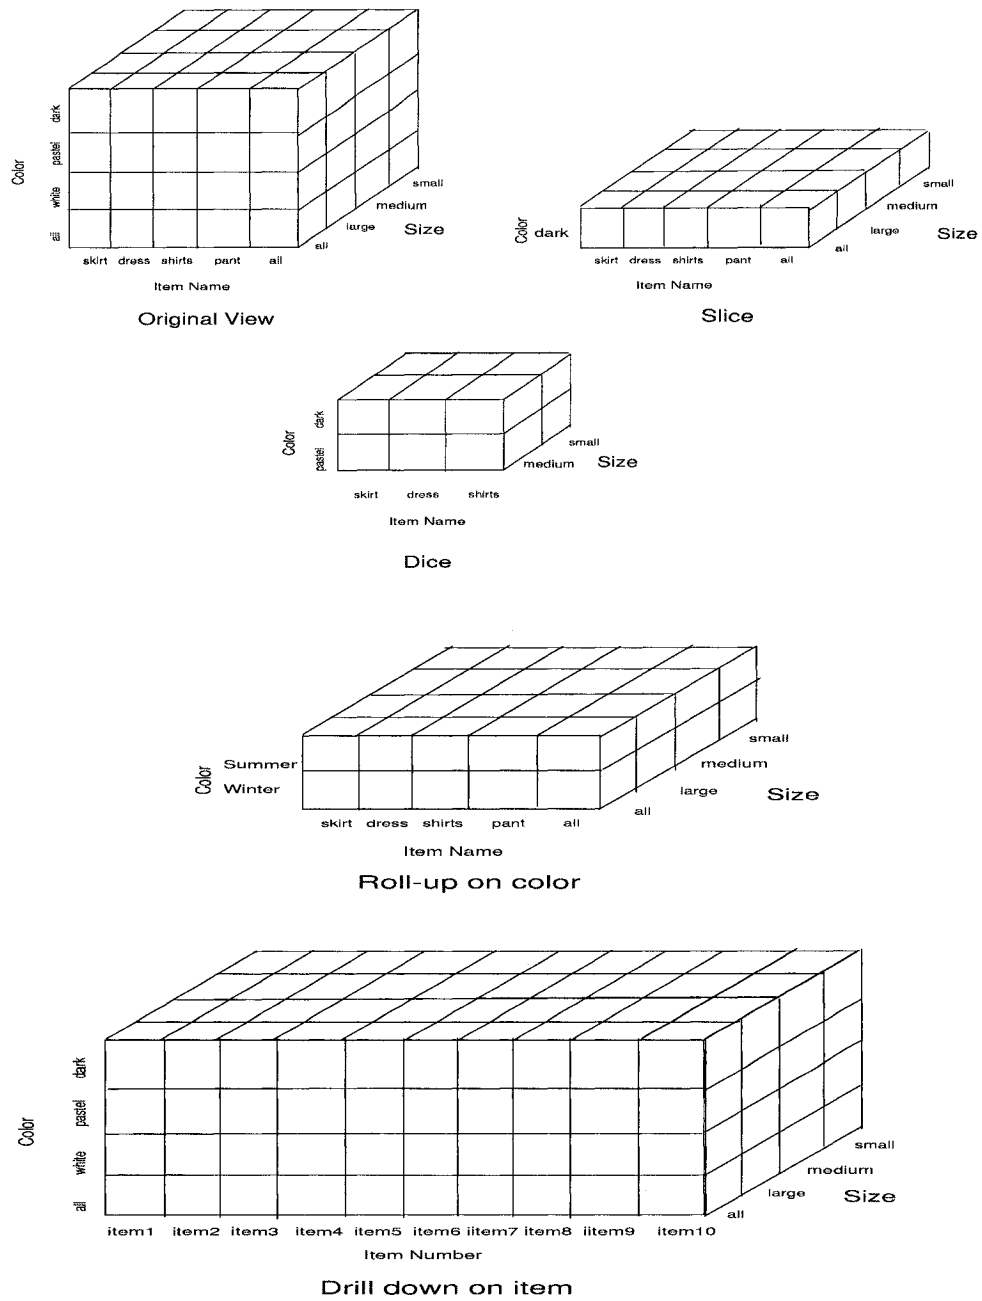 Color
dark
pastel
white
all
skirt dress shirts pant all
Item Name
all
large
medium
small
Size
Original View
Color
dark
skirt dress shirts pant all
Item Name
all
large
medium
small
Size
Slice
Color
dark
pastel
skirt dress shirts
Item Name
medium
small
Size
Dice
Color
Summer
Winter
skirt dress shirts pant all
Item Name
all
large
medium
small
Size
Roll-up on color
Color
dark
pastel
white
all
item1 item2 item3 item4 item5 item6 iitem7 item8 iitem9 item10
Item Number
all
large
medium
small
Size
Drill down on item